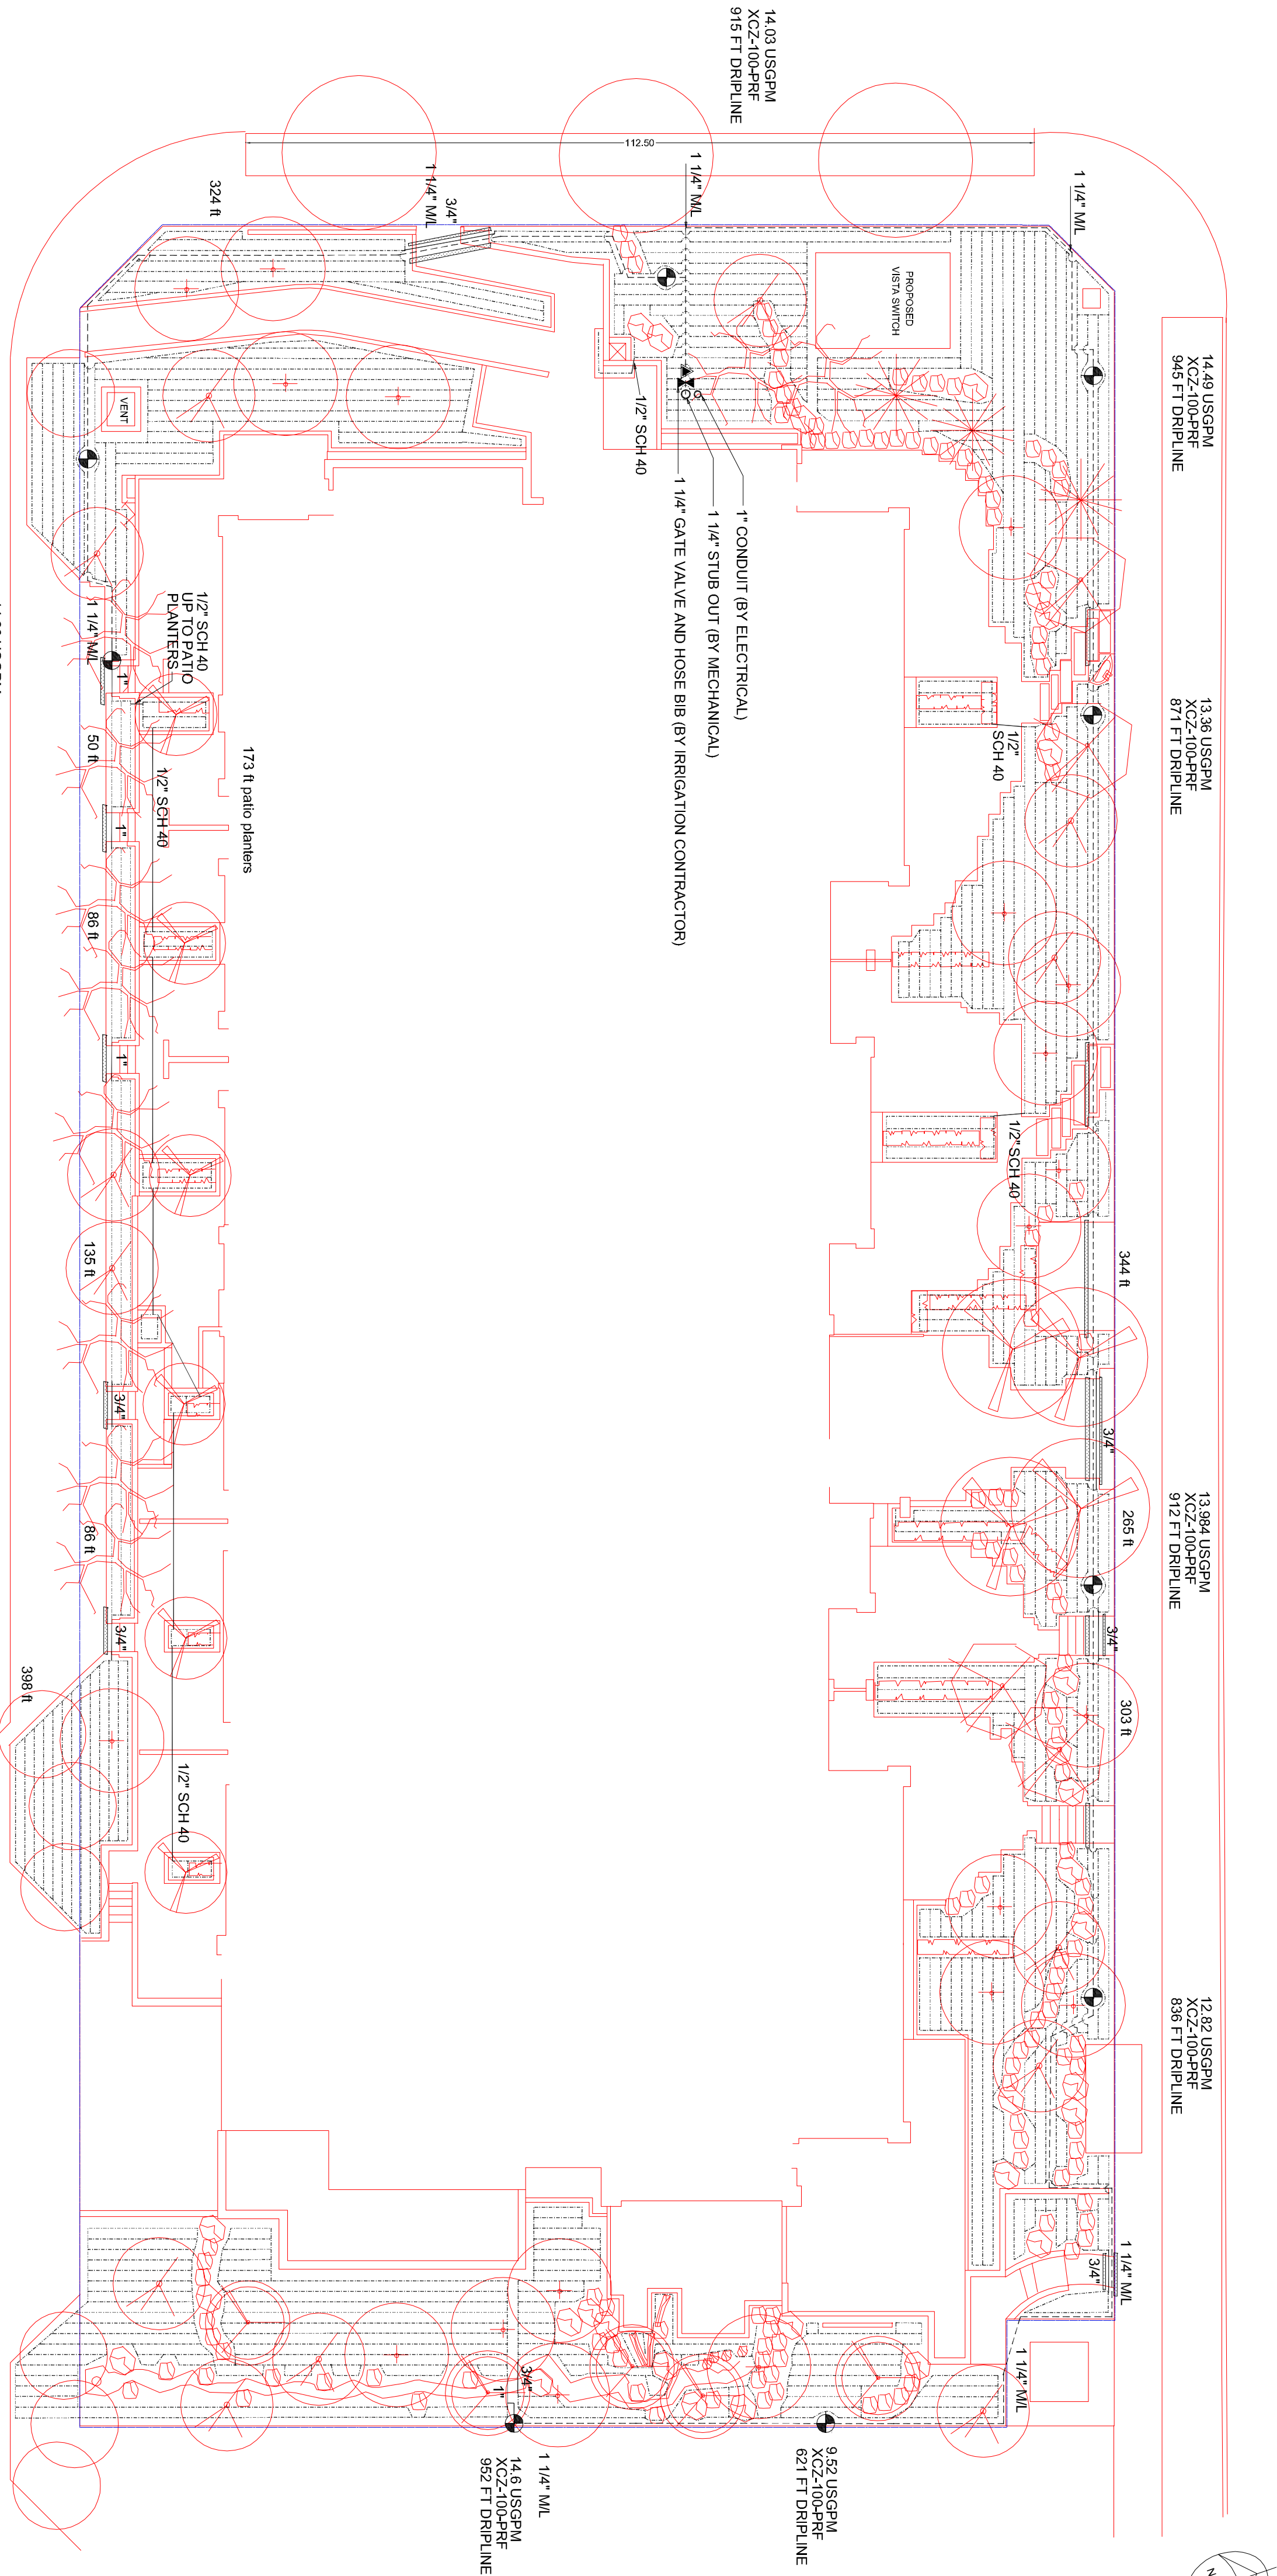 14.03 USGPM
XCZ-100-PRF
915 FT DRIPLINE
14.49 USGPM
XCZ-100-PRF
945 FT DRIPLINE
13.36 USGPM
XCZ-100-PRF
871 FT DRIPLINE
13.984 USGPM
XCZ-100-PRF
912 FT DRIPLINE
12.82 USGPM
XCZ-100-PRF
836 FT DRIPLINE
9.52 USGPM
XCZ-100-PRF
621 FT DRIPLINE
14.6 USGPM
XCZ-100-PRF
952 FT DRIPLINE
112.50
1 1/4" M/L
1 1/4" M/L
3/4"
1 1/4" M/L
324 ft
PROPOSED
VISTA SWITCH
VENT
1/2" SCH 40
1" CONDUIT (BY ELECTRICAL)
1 1/4" STUB OUT (BY MECHANICAL)
1 1/4" GATE VALVE AND HOSE BIB (BY IRRIGATION CONTRACTOR)
1/2" SCH 40
UP TO PATIO
PLANTERS
1 1/4" M/L
1"
50 ft
1/2" SCH 40
173 ft patio planters
1"
86 ft
1"
135 ft
3/4"
86 ft
3/4"
398 ft
1/2" SCH 40
1/2"
SCH 40
1/2" SCH 40
344 ft
3/4"
265 ft
3/4"
303 ft
1 1/4" M/L
3/4"
1 1/4" M/L
3/4"
1"
1 1/4" M/L
N